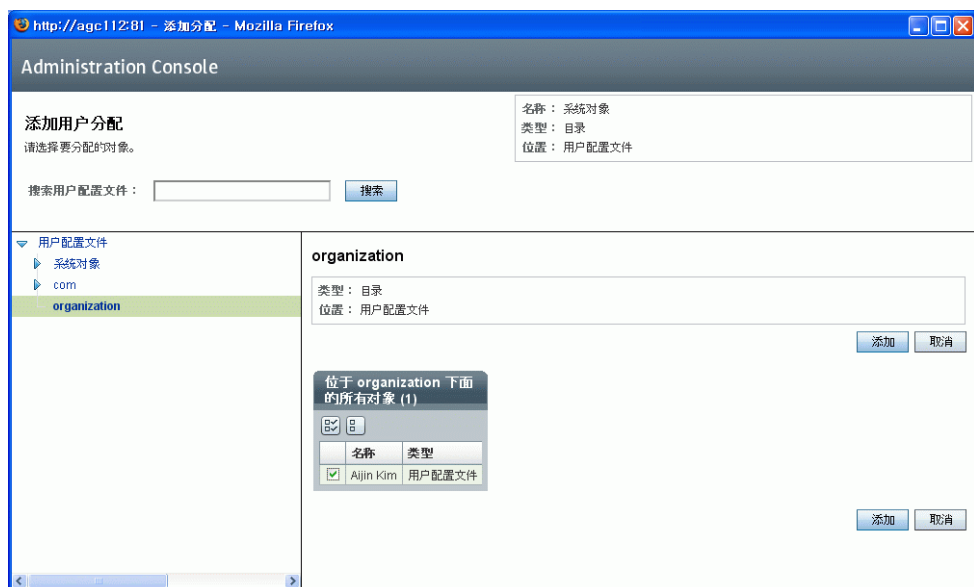 http://agc112:81 - 添加分配 - Mozilla Firefox
Administration Console
添加用户分配
请选择要分配的对象。
名称： 系统对象
类型： 目录
位置： 用户配置文件
搜索用户配置文件：
搜索
用户配置文件
系统对象
com
organization
organization
类型： 目录
位置： 用户配置文件
添加 取消
位于 organization 下面
的所有对象 (1)
名称 类型
Aijin Kim 用户配置文件
添加 取消